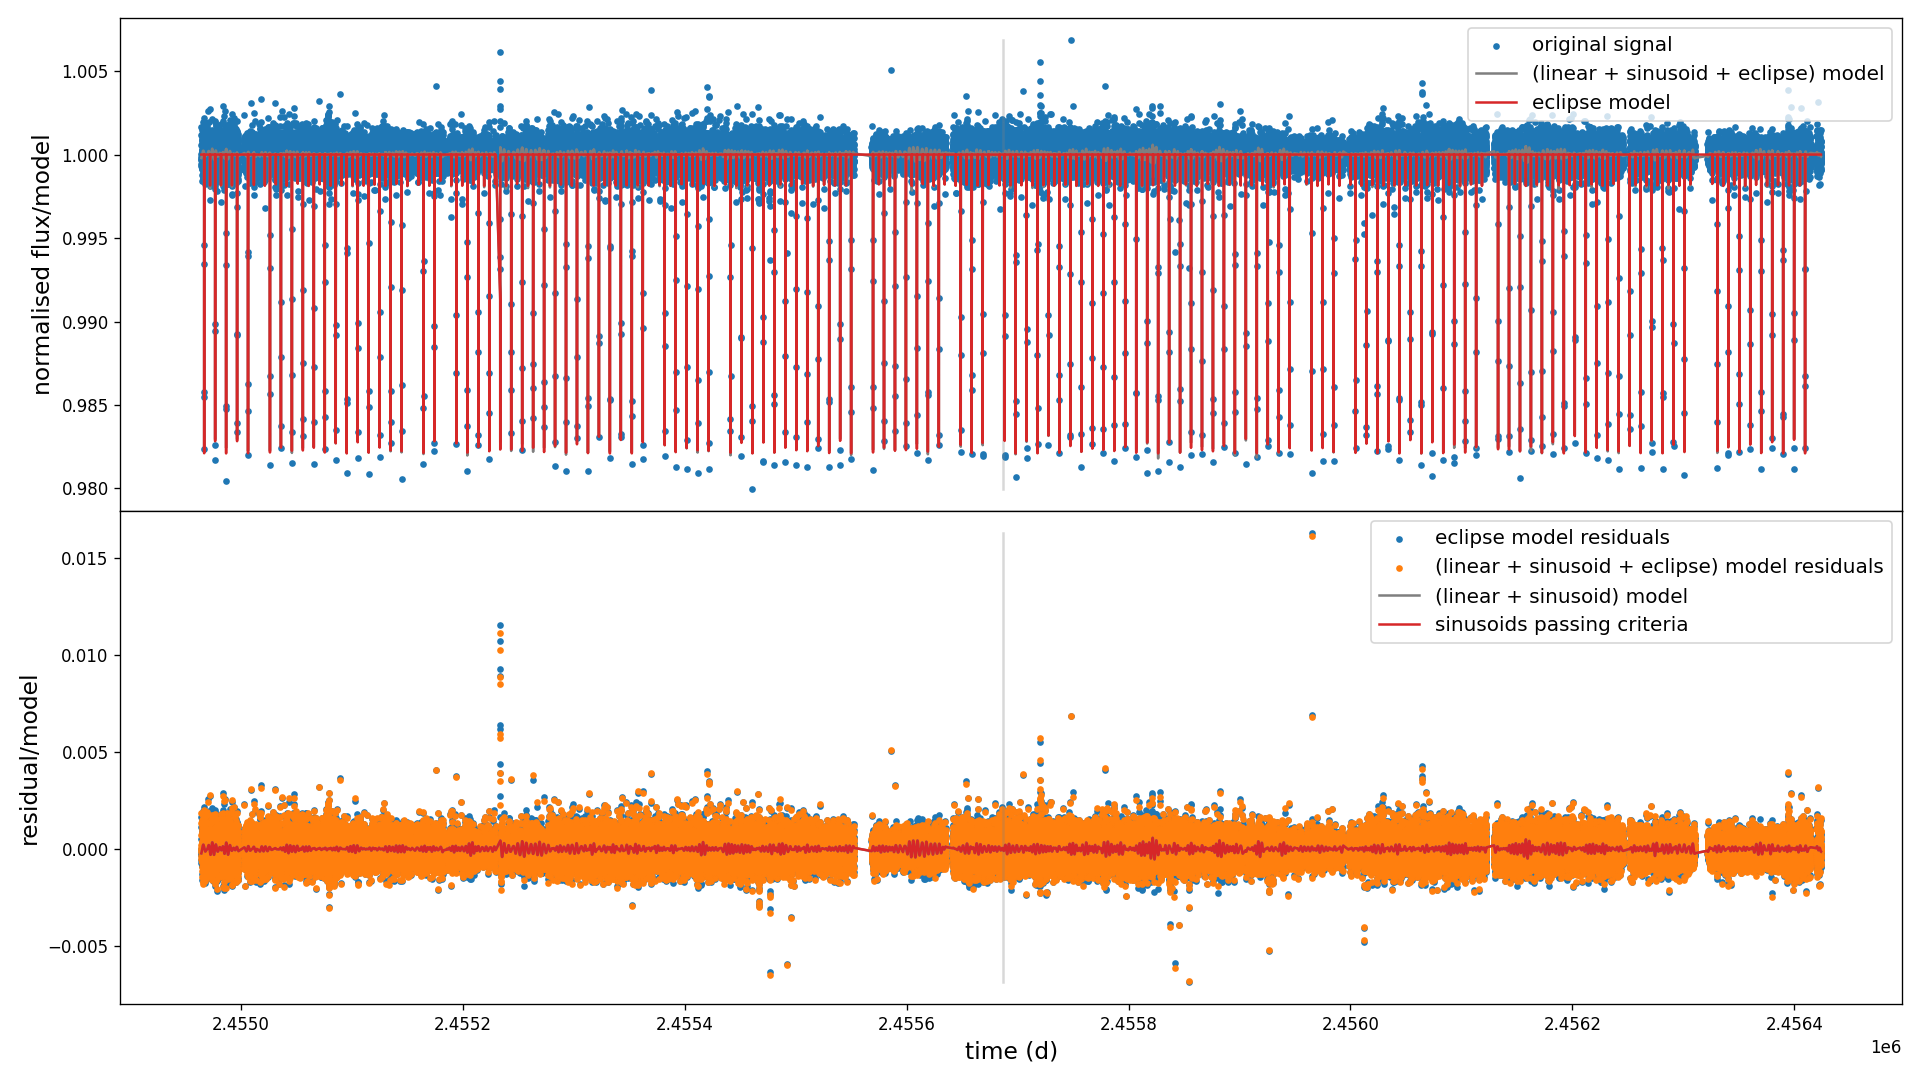 original signal
(linear + sinusoid + eclipse) model
eclipse model
1.005
1.000
0.995
0.990
0.985
0.980
normalised flux/model
eclipse model residuals
(linear + sinusoid + eclipse) model residuals
(linear + sinusoid) model
sinusoids passing criteria
0.015
0.010
0.005
0.000
−0.005
residual/model
2.4550 2.4552 2.4554 2.4556 2.4558 2.4560 2.4562 2.4564
1e6
time (d)